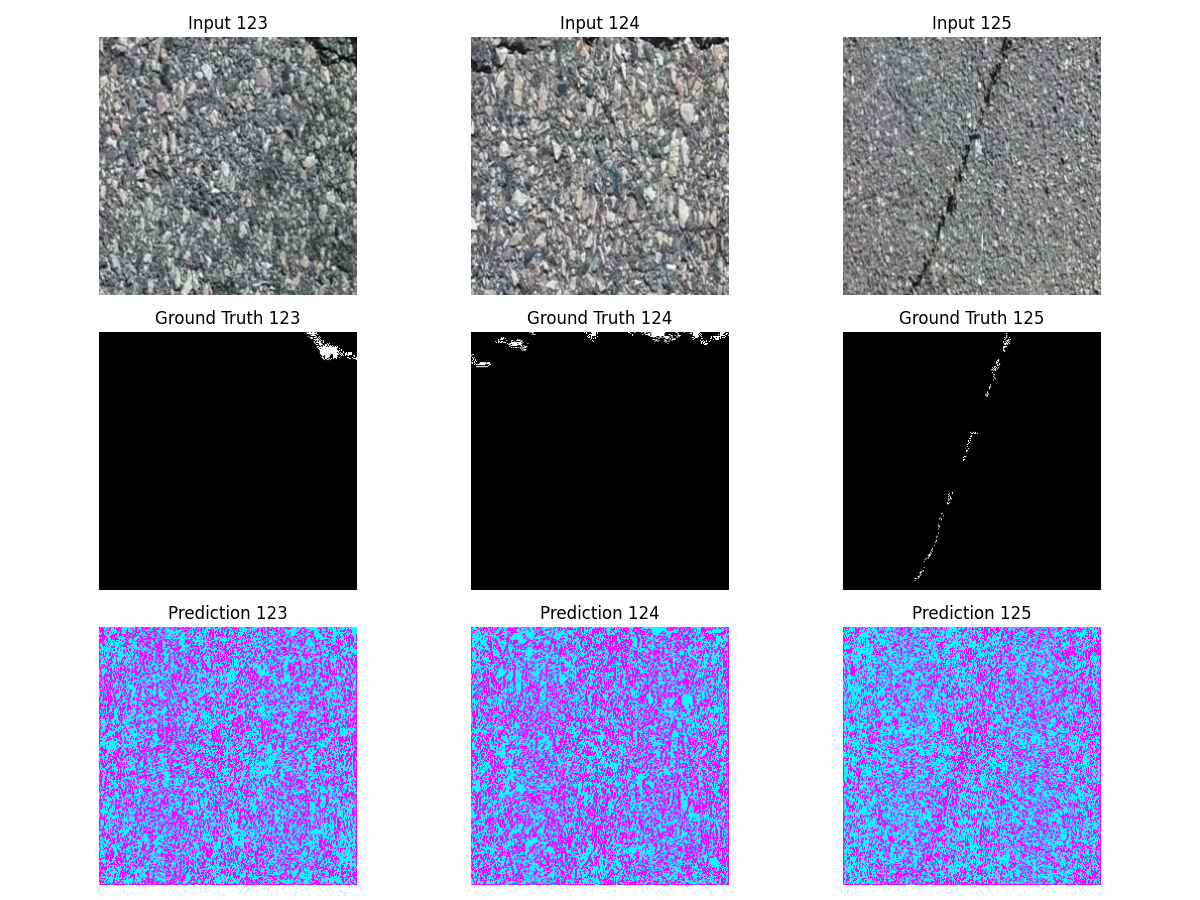 Input 123
Input 124
Input 125
Ground Truth 123
Ground Truth 124
Ground Truth 125
Prediction 123
Prediction 124
Prediction 125